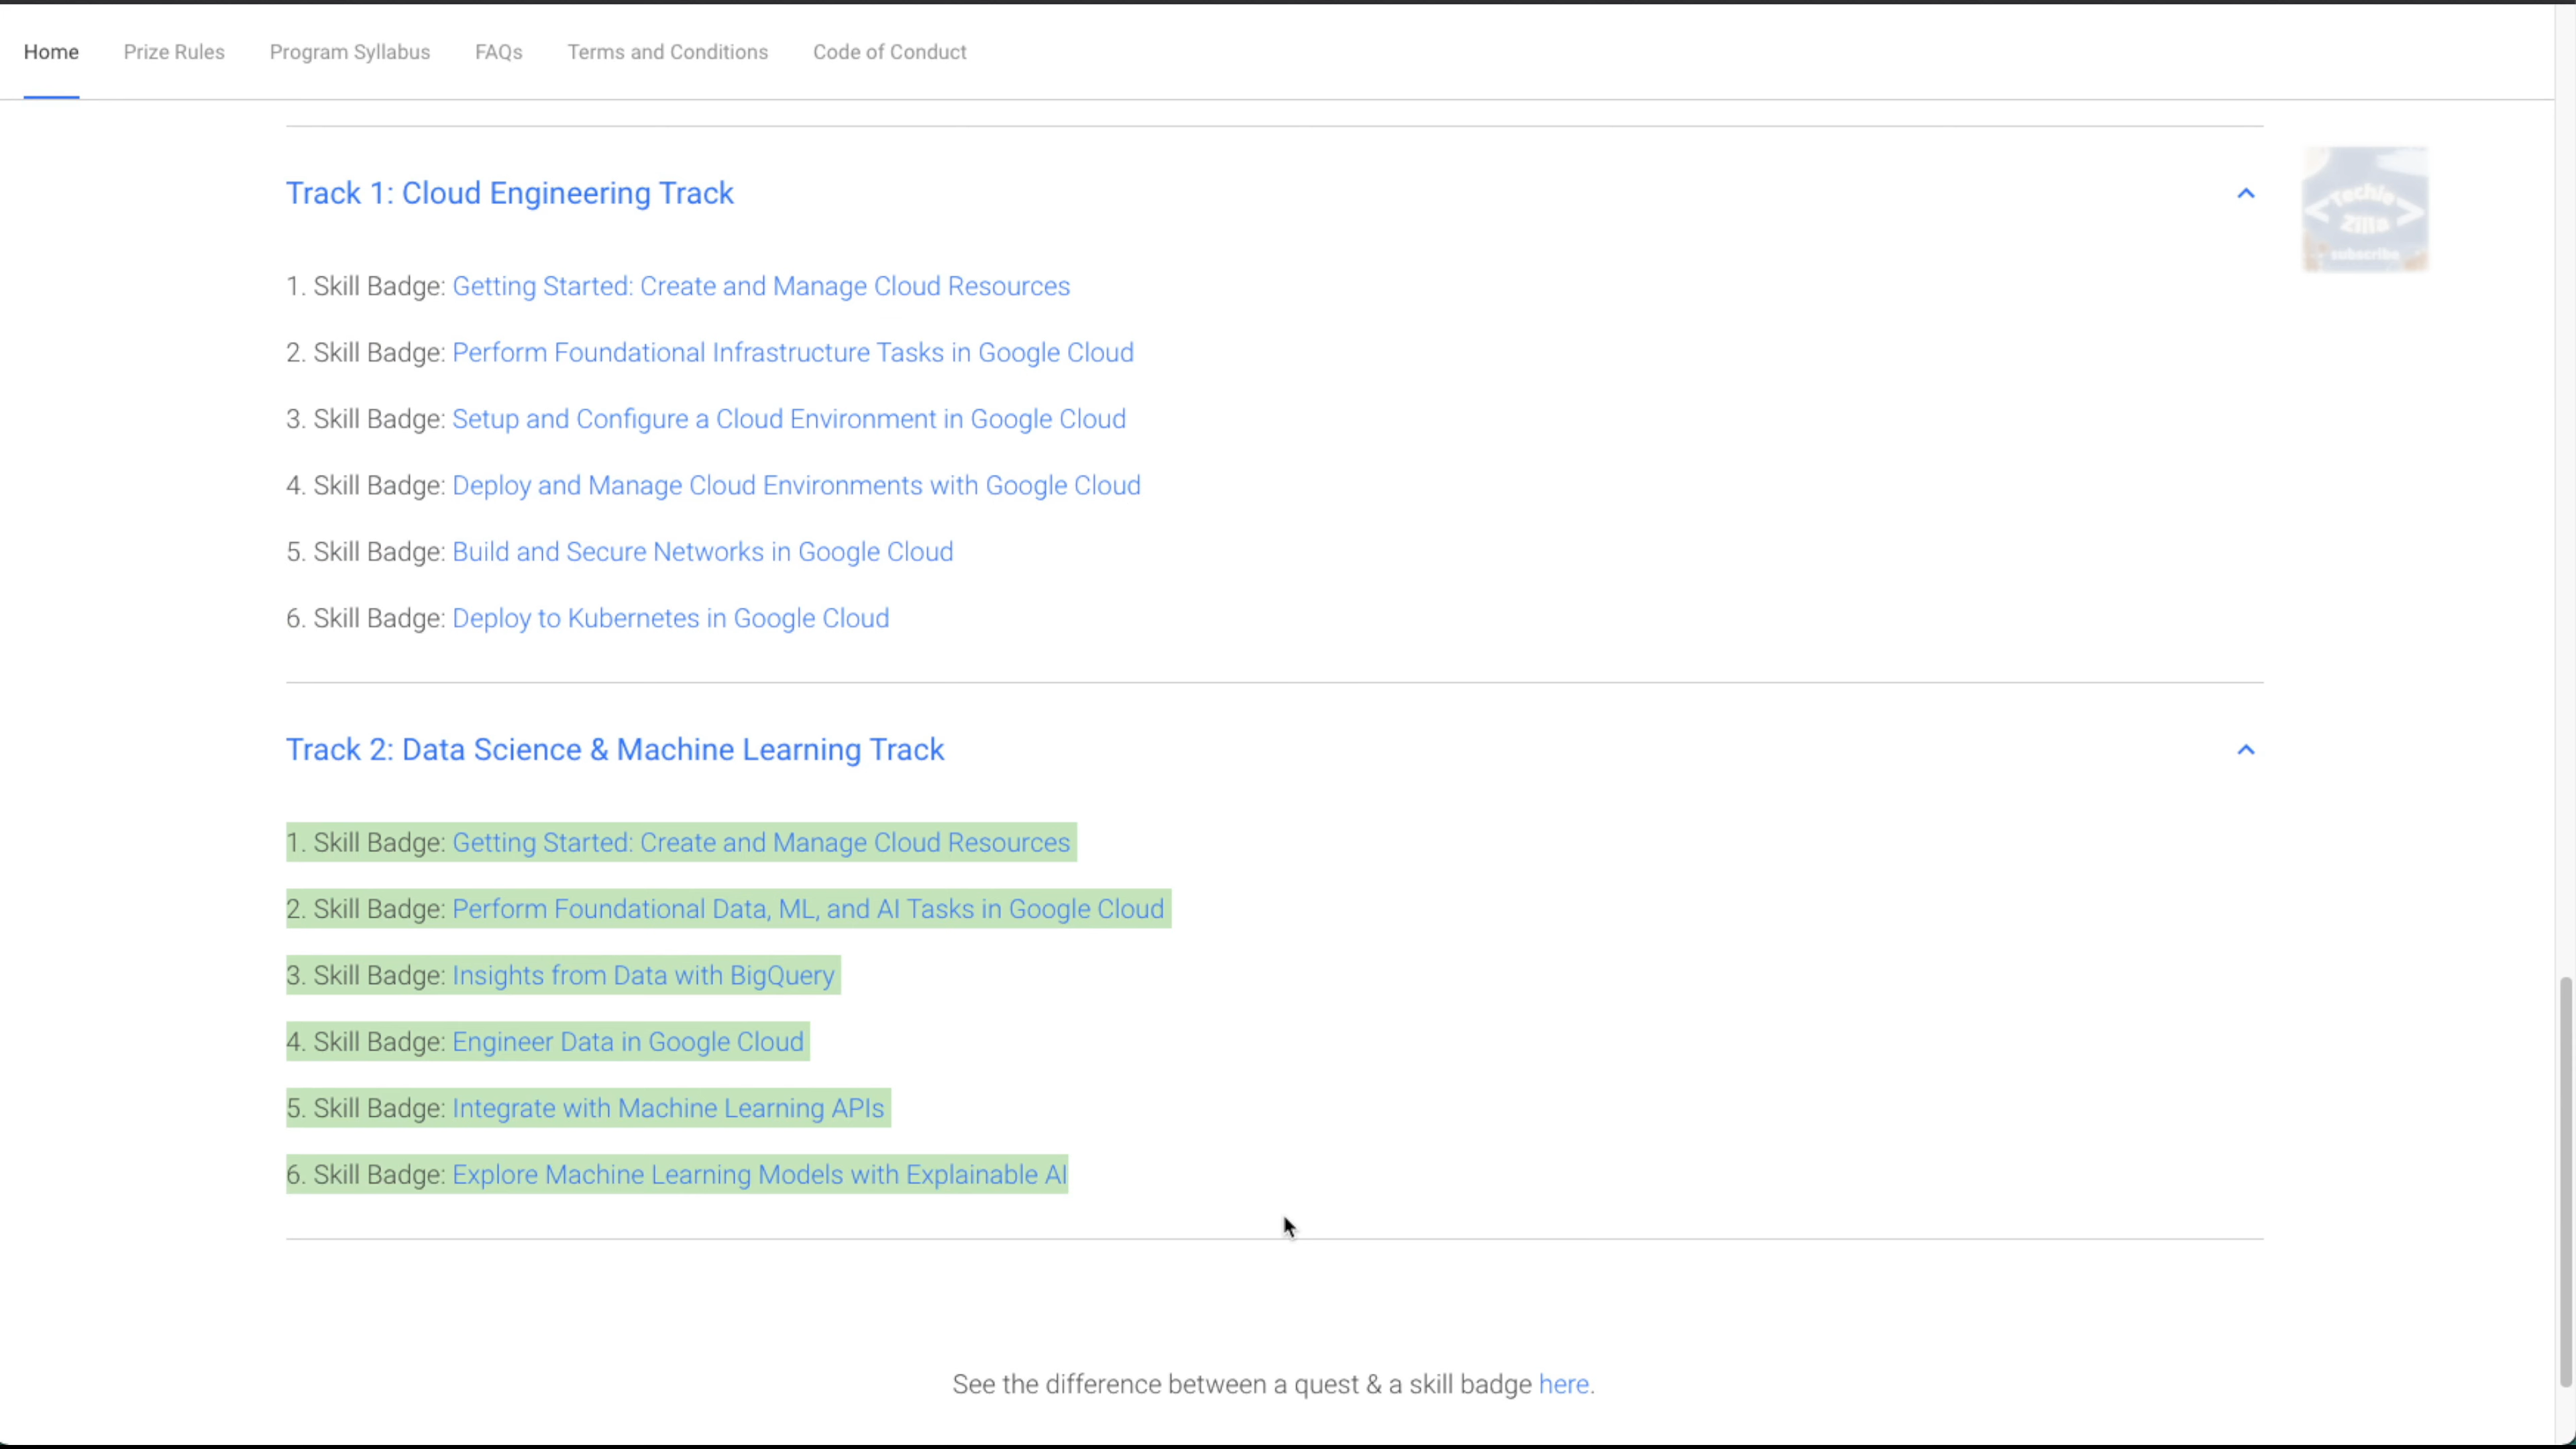 Home Prize Rules Program Syllabus FAQs Terms and Conditions Code of Conduct
Track 1: Cloud Engineering Track
<Techie
Zilla>
subscribe
1. Skill Badge: Getting Started: Create and Manage Cloud Resources
2. Skill Badge: Perform Foundational Infrastructure Tasks in Google Cloud
3. Skill Badge: Setup and Configure a Cloud Environment in Google Cloud
4. Skill Badge: Deploy and Manage Cloud Environments with Google Cloud
5. Skill Badge: Build and Secure Networks in Google Cloud
6. Skill Badge: Deploy to Kubernetes in Google Cloud
Track 2: Data Science & Machine Learning Track
1. Skill Badge: Getting Started: Create and Manage Cloud Resources
2. Skill Badge: Perform Foundational Data, ML, and AI Tasks in Google Cloud
3. Skill Badge: Insights from Data with BigQuery
4. Skill Badge: Engineer Data in Google Cloud
5. Skill Badge: Integrate with Machine Learning APIs
6. Skill Badge: Explore Machine Learning Models with Explainable AI
See the difference between a quest & a skill badge here.